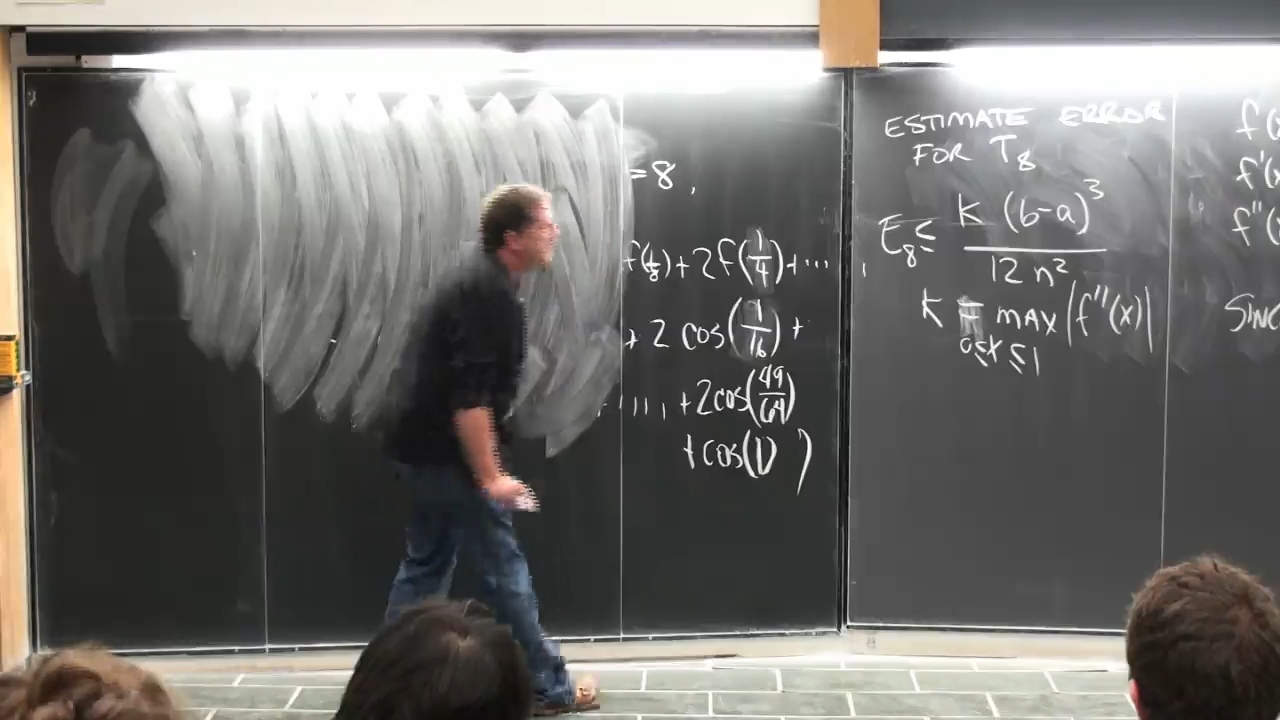 =8,
f(1/8)+2f(1/4)+...
+ 2 cos(1/16) +
..., +2cos(49/64)
+cos(1) )
ESTIMATE ERROR
FOR T₈
E₈ ≤ K (b-a)³ / 12 n²
K = MAX |f''(x)|
0≤x≤1
f(
f'(x
f''(
SINC